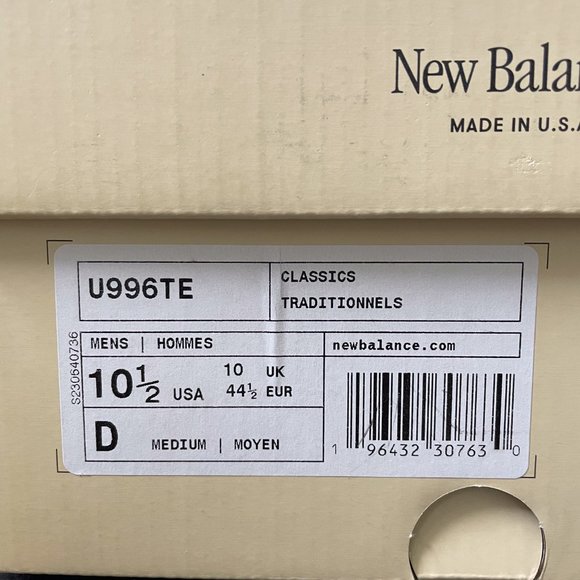 New Balan
MADE IN U.S.A
U996TE
CLASSICS
TRADITIONNELS
S230640736
MENS | HOMMES
newbalance.com
10½ USA
10 UK
44½ EUR
D MEDIUM | MOYEN
1 96432 30763 0